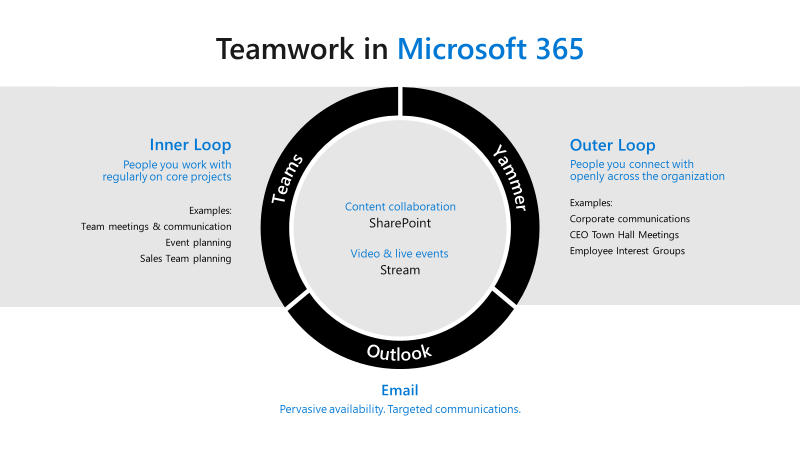 Teamwork in Microsoft 365
Inner Loop
People you work with
regularly on core projects
Examples:
Team meetings & communication
Event planning
Sales Team planning
Teams
Yammer
Outlook
Content collaboration
SharePoint
Video & live events
Stream
Outer Loop
People you connect with
openly across the organization
Examples:
Corporate communications
CEO Town Hall Meetings
Employee Interest Groups
Email
Pervasive availability. Targeted communications.